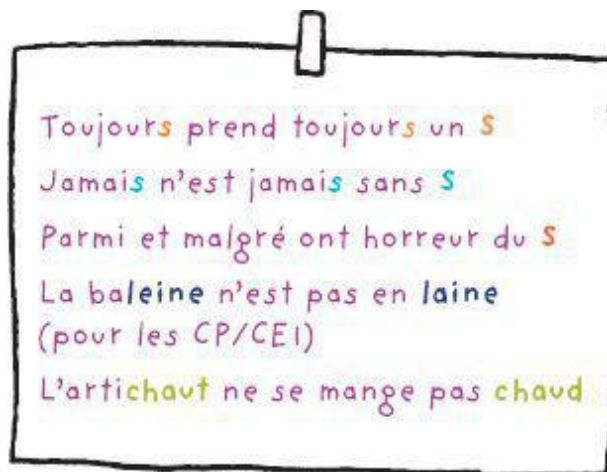 Toujours prend toujours un S
Jamais n'est jamais sans S
Parmi et malgré ont horreur du S
La baleine n'est pas en laine
(pour les CP/CE1)
L'artichaut ne se mange pas chaud